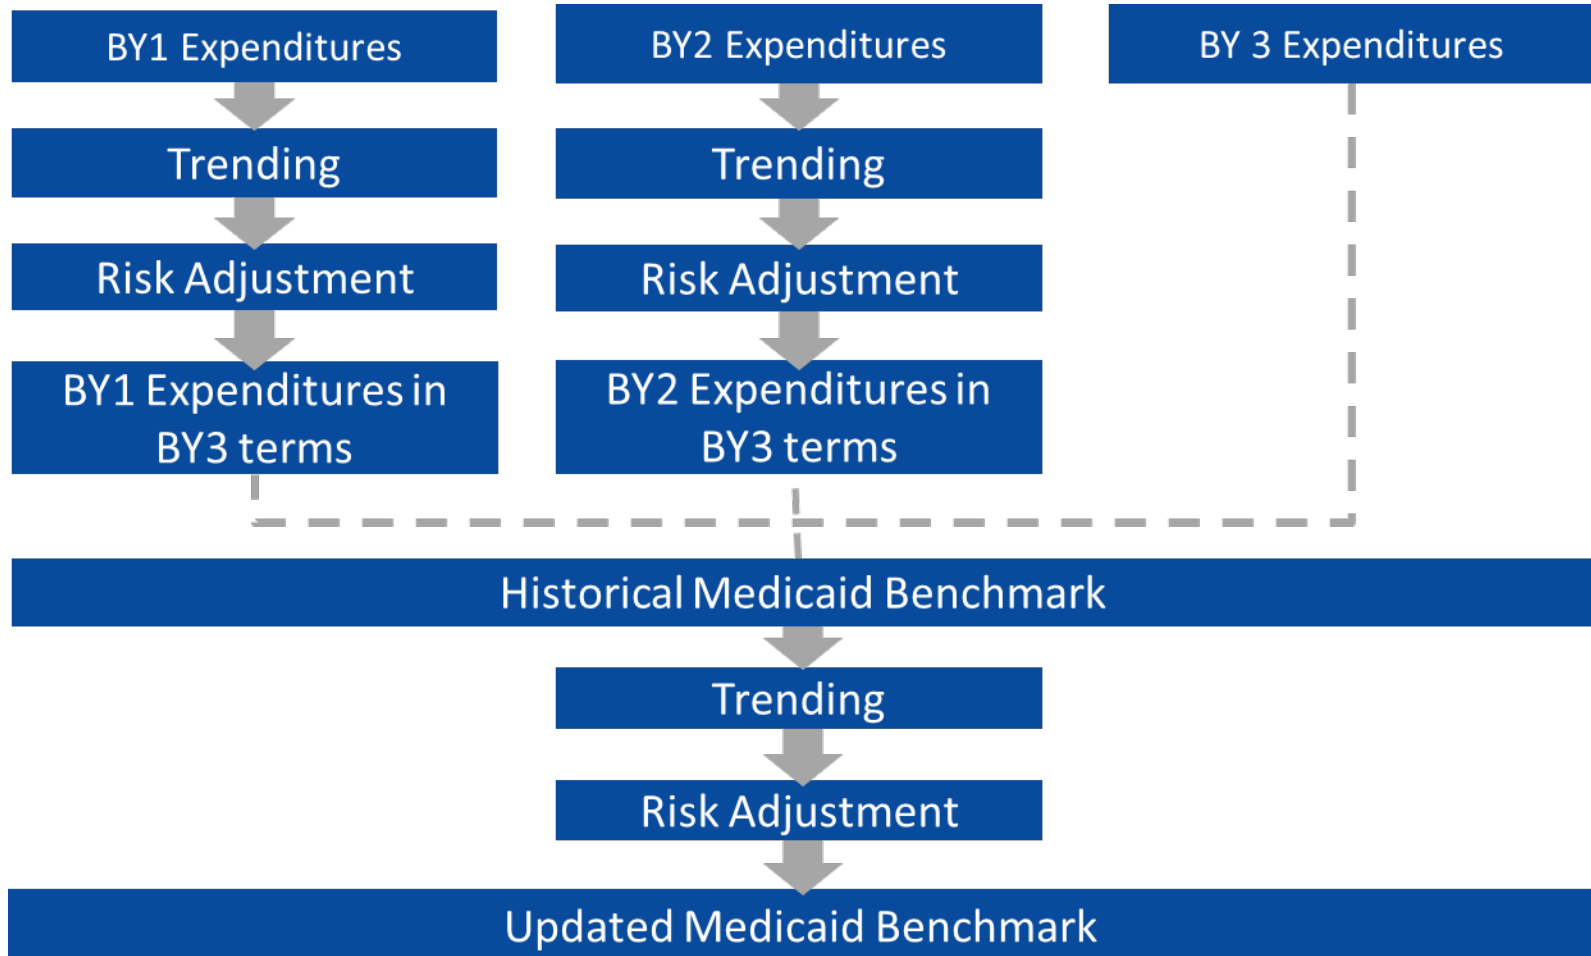 BY1 Expenditures
BY2 Expenditures
BY 3 Expenditures
Trending
Trending
Risk Adjustment
Risk Adjustment
BY1 Expenditures in
BY3 terms
BY2 Expenditures in
BY3 terms
Historical Medicaid Benchmark
Trending
Risk Adjustment
Updated Medicaid Benchmark